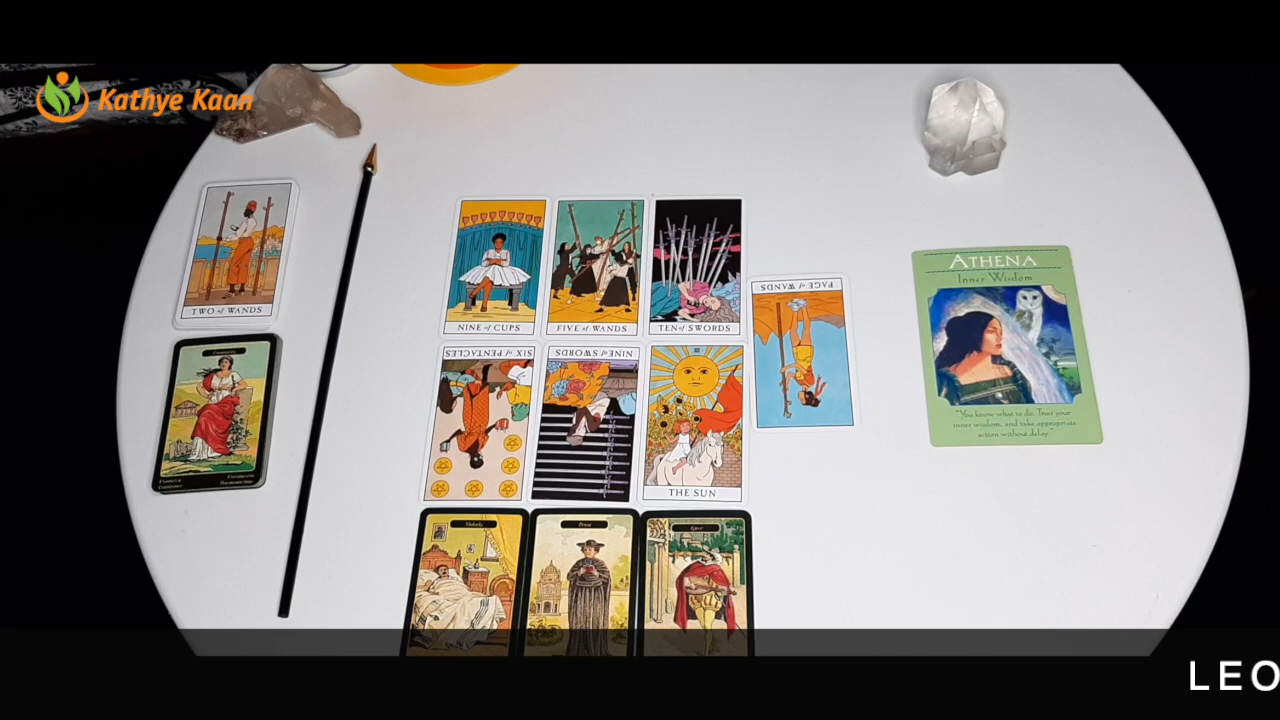 Kathye Kaan
TWO of WANDS
NINE of CUPS
FIVE of WANDS
TEN of SWORDS
PAGE of WANDS
SIX of PENTACLES
NINE of SWORDS
THE SUN
ATHENA
Inner Wisdom
"You know what to do. Trust your
inner wisdom, and take appropriate
action without delay."
LEO